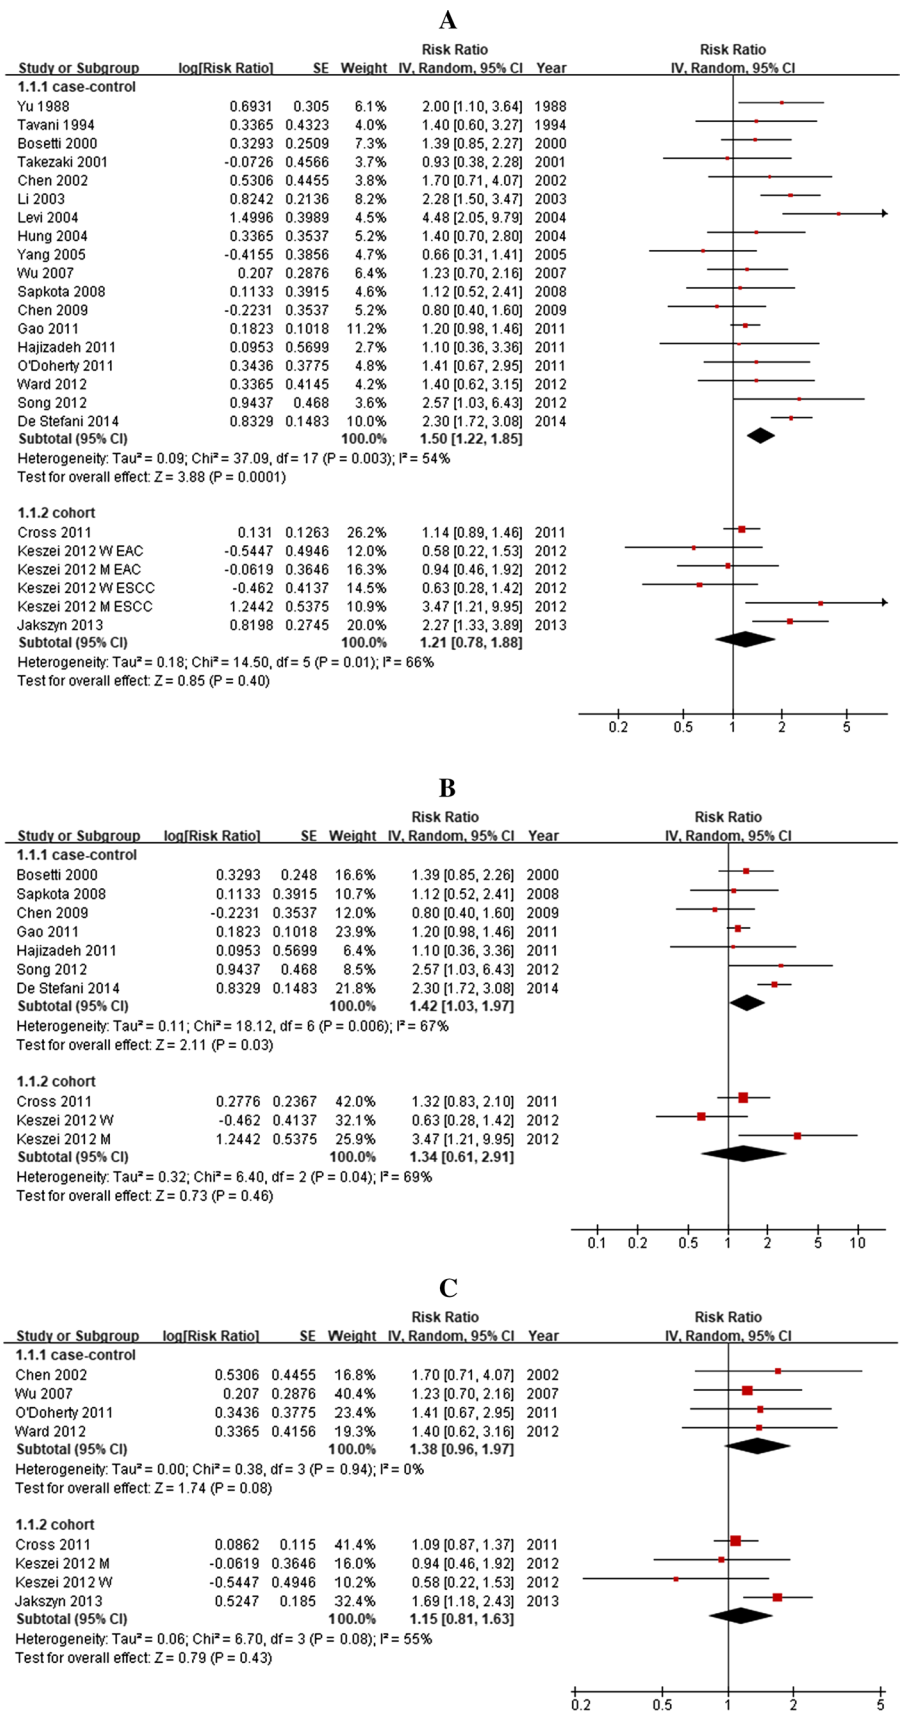 A
Risk Ratio Risk Ratio
Study or Subgroup log[Risk Ratio] SE Weight IV, Random, 95% CI Year IV, Random, 95% CI
1.1.1 case-control
Yu 1988 0.6931 0.305 6.1% 2.00 [1.10, 3.64] 1988
Tavani 1994 0.3365 0.4323 4.0% 1.40 [0.60, 3.27] 1994
Bosetti 2000 0.3293 0.2509 7.3% 1.39 [0.85, 2.27] 2000
Takezaki 2001 -0.0726 0.4566 3.7% 0.93 [0.38, 2.28] 2001
Chen 2002 0.5306 0.4455 3.8% 1.70 [0.71, 4.07] 2002
Li 2003 0.8242 0.2136 8.2% 2.28 [1.50, 3.47] 2003
Levi 2004 1.4996 0.3989 4.5% 4.48 [2.05, 9.79] 2004
Hung 2004 0.3365 0.3537 5.2% 1.40 [0.70, 2.80] 2004
Yang 2005 -0.4155 0.3856 4.7% 0.66 [0.31, 1.41] 2005
Wu 2007 0.207 0.2876 6.4% 1.23 [0.70, 2.16] 2007
Sapkota 2008 0.1133 0.3915 4.6% 1.12 [0.52, 2.41] 2008
Chen 2009 -0.2231 0.3537 5.2% 0.80 [0.40, 1.60] 2009
Gao 2011 0.1823 0.1018 11.2% 1.20 [0.98, 1.46] 2011
Hajizadeh 2011 0.0953 0.5699 2.7% 1.10 [0.36, 3.36] 2011
O'Doherty 2011 0.3436 0.3775 4.8% 1.41 [0.67, 2.95] 2011
Ward 2012 0.3365 0.4145 4.2% 1.40 [0.62, 3.15] 2012
Song 2012 0.9437 0.468 3.6% 2.57 [1.03, 6.43] 2012
De Stefani 2014 0.8329 0.1483 10.0% 2.30 [1.72, 3.08] 2014
Subtotal (95% CI) 100.0% 1.50 [1.22, 1.85]
Heterogeneity: Tau² = 0.09; Chi² = 37.09, df = 17 (P = 0.003); I² = 54%
Test for overall effect: Z = 3.88 (P = 0.0001)
1.1.2 cohort
Cross 2011 0.131 0.1263 26.2% 1.14 [0.89, 1.46] 2011
Keszei 2012 W EAC -0.5447 0.4946 12.0% 0.58 [0.22, 1.53] 2012
Keszei 2012 M EAC -0.0619 0.3646 16.3% 0.94 [0.46, 1.92] 2012
Keszei 2012 W ESCC -0.462 0.4137 14.5% 0.63 [0.28, 1.42] 2012
Keszei 2012 M ESCC 1.2442 0.5375 10.9% 3.47 [1.21, 9.95] 2012
Jakszyn 2013 0.8198 0.2745 20.0% 2.27 [1.33, 3.89] 2013
Subtotal (95% CI) 100.0% 1.21 [0.78, 1.88]
Heterogeneity: Tau² = 0.18; Chi² = 14.50, df = 5 (P = 0.01); I² = 66%
Test for overall effect: Z = 0.85 (P = 0.40)
0.2 0.5 1 2 5
B
Risk Ratio Risk Ratio
Study or Subgroup log[Risk Ratio] SE Weight IV, Random, 95% CI Year IV, Random, 95% CI
1.1.1 case-control
Bosetti 2000 0.3293 0.248 16.6% 1.39 [0.85, 2.26] 2000
Sapkota 2008 0.1133 0.3915 10.7% 1.12 [0.52, 2.41] 2008
Chen 2009 -0.2231 0.3537 12.0% 0.80 [0.40, 1.60] 2009
Gao 2011 0.1823 0.1018 23.9% 1.20 [0.98, 1.46] 2011
Hajizadeh 2011 0.0953 0.5699 6.4% 1.10 [0.36, 3.36] 2011
Song 2012 0.9437 0.468 8.5% 2.57 [1.03, 6.43] 2012
De Stefani 2014 0.8329 0.1483 21.8% 2.30 [1.72, 3.08] 2014
Subtotal (95% CI) 100.0% 1.42 [1.03, 1.97]
Heterogeneity: Tau² = 0.11; Chi² = 18.12, df = 6 (P = 0.006); I² = 67%
Test for overall effect: Z = 2.11 (P = 0.03)
1.1.2 cohort
Cross 2011 0.2776 0.2367 42.0% 1.32 [0.83, 2.10] 2011
Keszei 2012 W -0.462 0.4137 32.1% 0.63 [0.28, 1.42] 2012
Keszei 2012 M 1.2442 0.5375 25.9% 3.47 [1.21, 9.95] 2012
Subtotal (95% CI) 100.0% 1.34 [0.61, 2.91]
Heterogeneity: Tau² = 0.32; Chi² = 6.40, df = 2 (P = 0.04); I² = 69%
Test for overall effect: Z = 0.73 (P = 0.46)
0.1 0.2 0.5 1 2 5 10
C
Risk Ratio Risk Ratio
Study or Subgroup log[Risk Ratio] SE Weight IV, Random, 95% CI Year IV, Random, 95% CI
1.1.1 case-control
Chen 2002 0.5306 0.4455 16.8% 1.70 [0.71, 4.07] 2002
Wu 2007 0.207 0.2876 40.4% 1.23 [0.70, 2.16] 2007
O'Doherty 2011 0.3436 0.3775 23.4% 1.41 [0.67, 2.95] 2011
Ward 2012 0.3365 0.4156 19.3% 1.40 [0.62, 3.16] 2012
Subtotal (95% CI) 100.0% 1.38 [0.96, 1.97]
Heterogeneity: Tau² = 0.00; Chi² = 0.38, df = 3 (P = 0.94); I² = 0%
Test for overall effect: Z = 1.74 (P = 0.08)
1.1.2 cohort
Cross 2011 0.0862 0.115 41.4% 1.09 [0.87, 1.37] 2011
Keszei 2012 M -0.0619 0.3646 16.0% 0.94 [0.46, 1.92] 2012
Keszei 2012 W -0.5447 0.4946 10.2% 0.58 [0.22, 1.53] 2012
Jakszyn 2013 0.5247 0.185 32.4% 1.69 [1.18, 2.43] 2013
Subtotal (95% CI) 100.0% 1.15 [0.81, 1.63]
Heterogeneity: Tau² = 0.06; Chi² = 6.70, df = 3 (P = 0.08); I² = 55%
Test for overall effect: Z = 0.79 (P = 0.43)
0.2 0.5 1 2 5